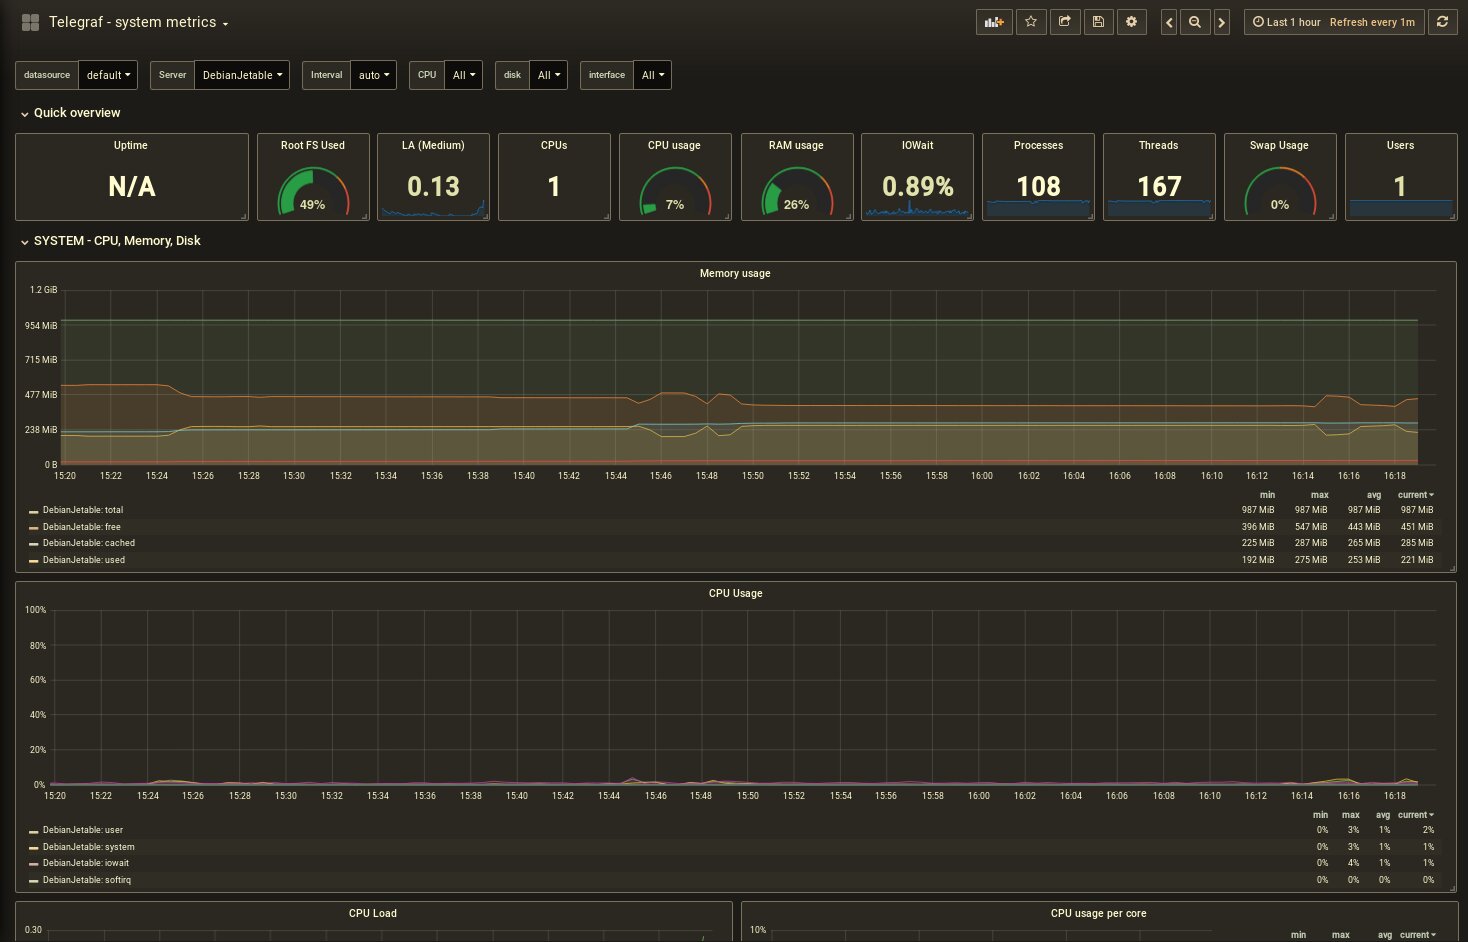 Telegraf - system metrics
Last 1 hour Refresh every 1m
datasource default Server DebianJetable Interval auto CPU All disk All interface All
Quick overview
Uptime Root FS Used LA (Medium) CPUs CPU usage RAM usage IOWait Processes Threads Swap Usage Users
N/A 49% 0.13 1 7% 26% 0.89% 108 167 0% 1
SYSTEM - CPU, Memory, Disk
Memory usage
1.2 GiB
954 MiB
715 MiB
477 MiB
238 MiB
0 B
15:20 15:22 15:24 15:26 15:28 15:30 15:32 15:34 15:36 15:38 15:40 15:42 15:44 15:46 15:48 15:50 15:52 15:54 15:56 15:58 16:00 16:02 16:04 16:06 16:08 16:10 16:12 16:14 16:16 16:18
min max avg current
DebianJetable: total 987 MiB 987 MiB 987 MiB 987 MiB
DebianJetable: free 396 MiB 547 MiB 443 MiB 451 MiB
DebianJetable: cached 225 MiB 287 MiB 265 MiB 285 MiB
DebianJetable: used 192 MiB 275 MiB 253 MiB 221 MiB
CPU Usage
100%
80%
60%
40%
20%
0%
15:20 15:22 15:24 15:26 15:28 15:30 15:32 15:34 15:36 15:38 15:40 15:42 15:44 15:46 15:48 15:50 15:52 15:54 15:56 15:58 16:00 16:02 16:04 16:06 16:08 16:10 16:12 16:14 16:16 16:18
min max avg current
DebianJetable: user 0% 3% 1% 2%
DebianJetable: system 0% 3% 1% 1%
DebianJetable: iowait 0% 4% 1% 1%
DebianJetable: softirq 0% 0% 0% 0%
CPU Load CPU usage per core
0.30 10% min max avg current